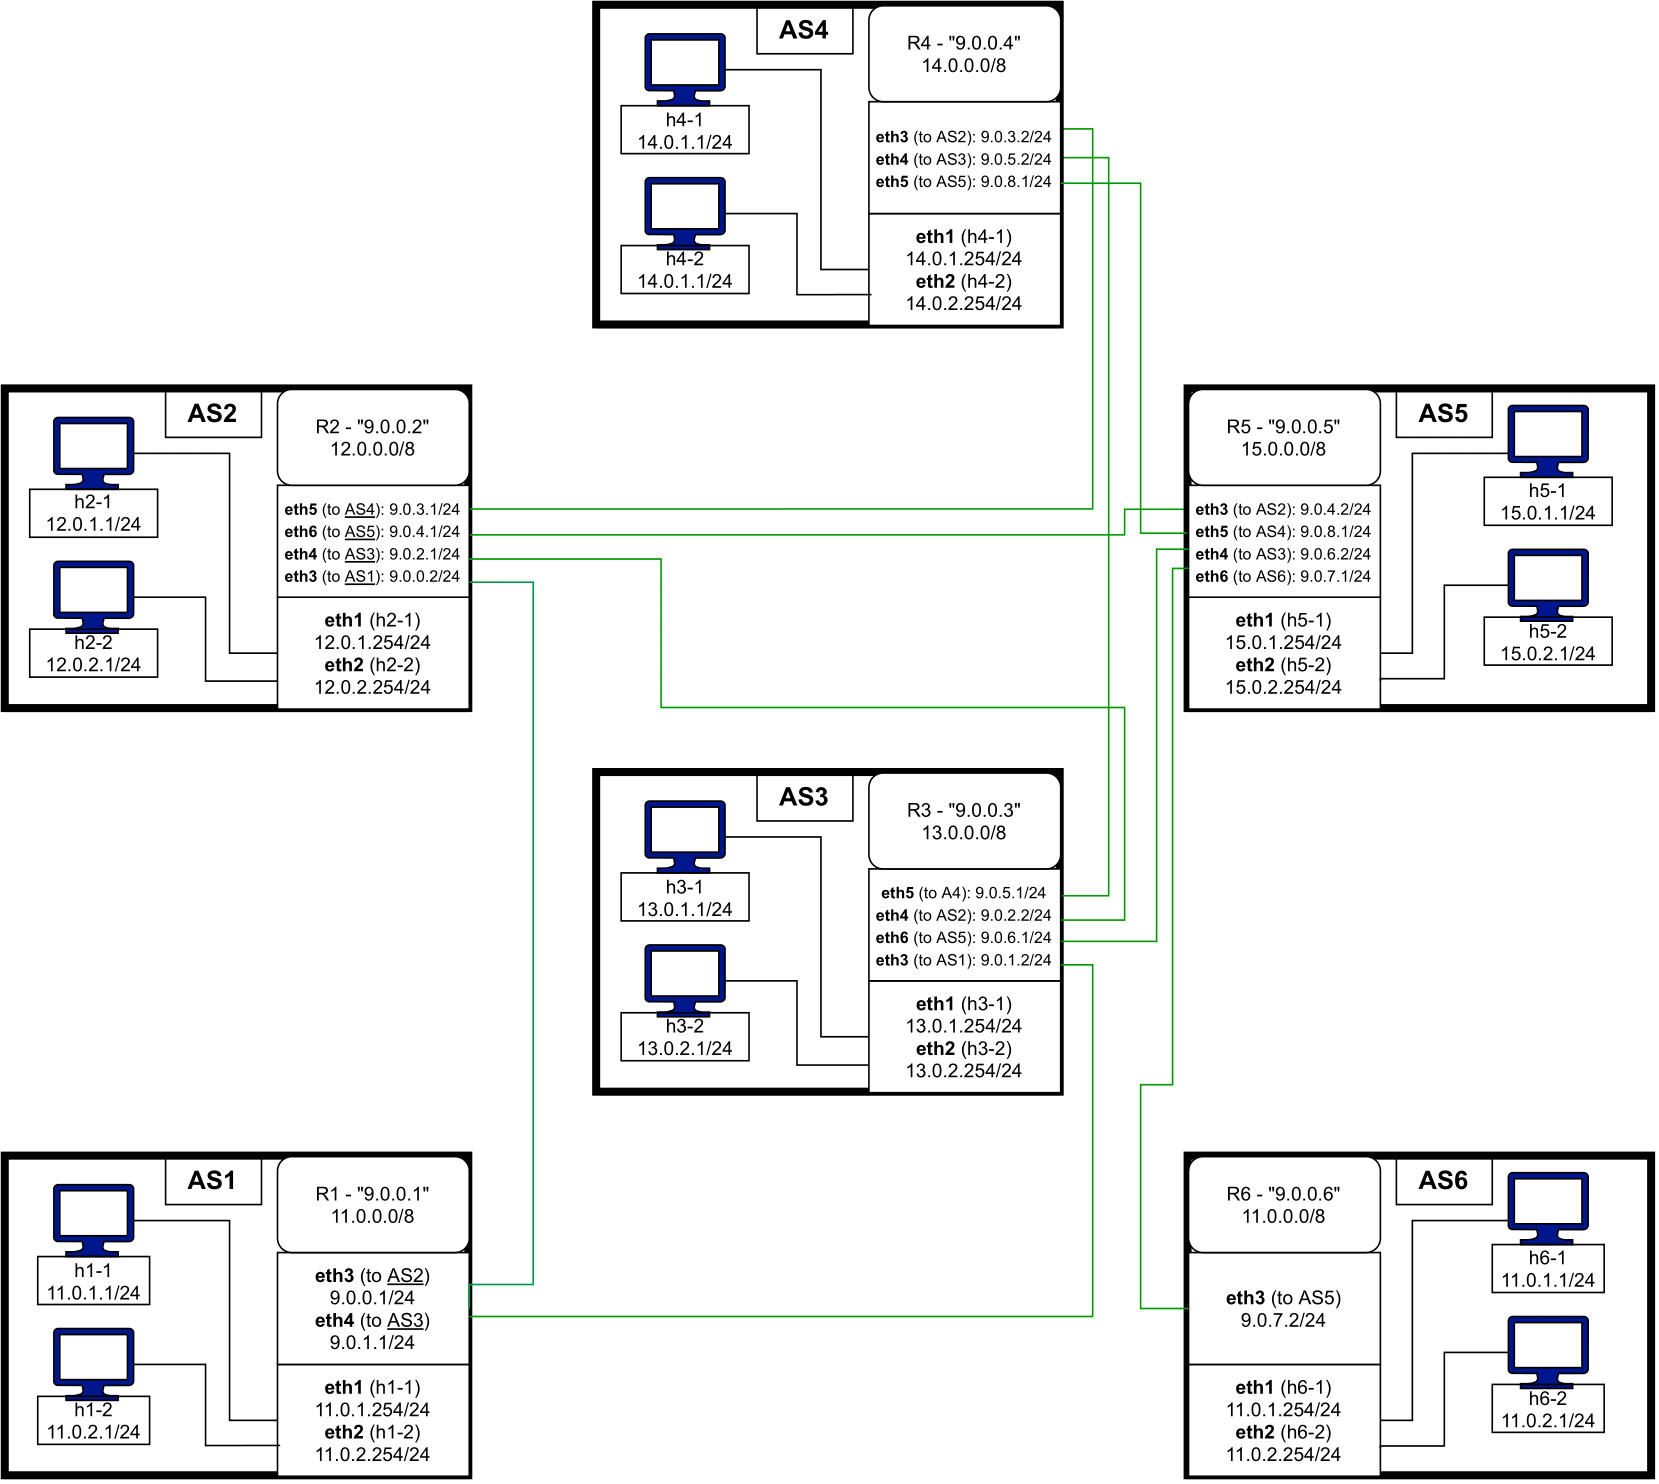 AS4
R4 - "9.0.0.4"
14.0.0.0/8
h4-1
14.0.1.1/24
h4-2
14.0.1.1/24
eth3 (to AS2): 9.0.3.2/24
eth4 (to AS3): 9.0.5.2/24
eth5 (to AS5): 9.0.8.1/24
eth1 (h4-1)
14.0.1.254/24
eth2 (h4-2)
14.0.2.254/24
AS2
R2 - "9.0.0.2"
12.0.0.0/8
h2-1
12.0.1.1/24
h2-2
12.0.2.1/24
eth5 (to AS4): 9.0.3.1/24
eth6 (to AS5): 9.0.4.1/24
eth4 (to AS3): 9.0.2.1/24
eth3 (to AS1): 9.0.0.2/24
eth1 (h2-1)
12.0.1.254/24
eth2 (h2-2)
12.0.2.254/24
R5 - "9.0.0.5"
15.0.0.0/8
AS5
eth3 (to AS2): 9.0.4.2/24
eth5 (to AS4): 9.0.8.1/24
eth4 (to AS3): 9.0.6.2/24
eth6 (to AS6): 9.0.7.1/24
eth1 (h5-1)
15.0.1.254/24
eth2 (h5-2)
15.0.2.254/24
h5-1
15.0.1.1/24
h5-2
15.0.2.1/24
AS3
R3 - "9.0.0.3"
13.0.0.0/8
h3-1
13.0.1.1/24
h3-2
13.0.2.1/24
eth5 (to A4): 9.0.5.1/24
eth4 (to AS2): 9.0.2.2/24
eth6 (to AS5): 9.0.6.1/24
eth3 (to AS1): 9.0.1.2/24
eth1 (h3-1)
13.0.1.254/24
eth2 (h3-2)
13.0.2.254/24
AS1
R1 - "9.0.0.1"
11.0.0.0/8
h1-1
11.0.1.1/24
h1-2
11.0.2.1/24
eth3 (to AS2)
9.0.0.1/24
eth4 (to AS3)
9.0.1.1/24
eth1 (h1-1)
11.0.1.254/24
eth2 (h1-2)
11.0.2.254/24
R6 - "9.0.0.6"
11.0.0.0/8
AS6
eth3 (to AS5)
9.0.7.2/24
eth1 (h6-1)
11.0.1.254/24
eth2 (h6-2)
11.0.2.254/24
h6-1
11.0.1.1/24
h6-2
11.0.2.1/24